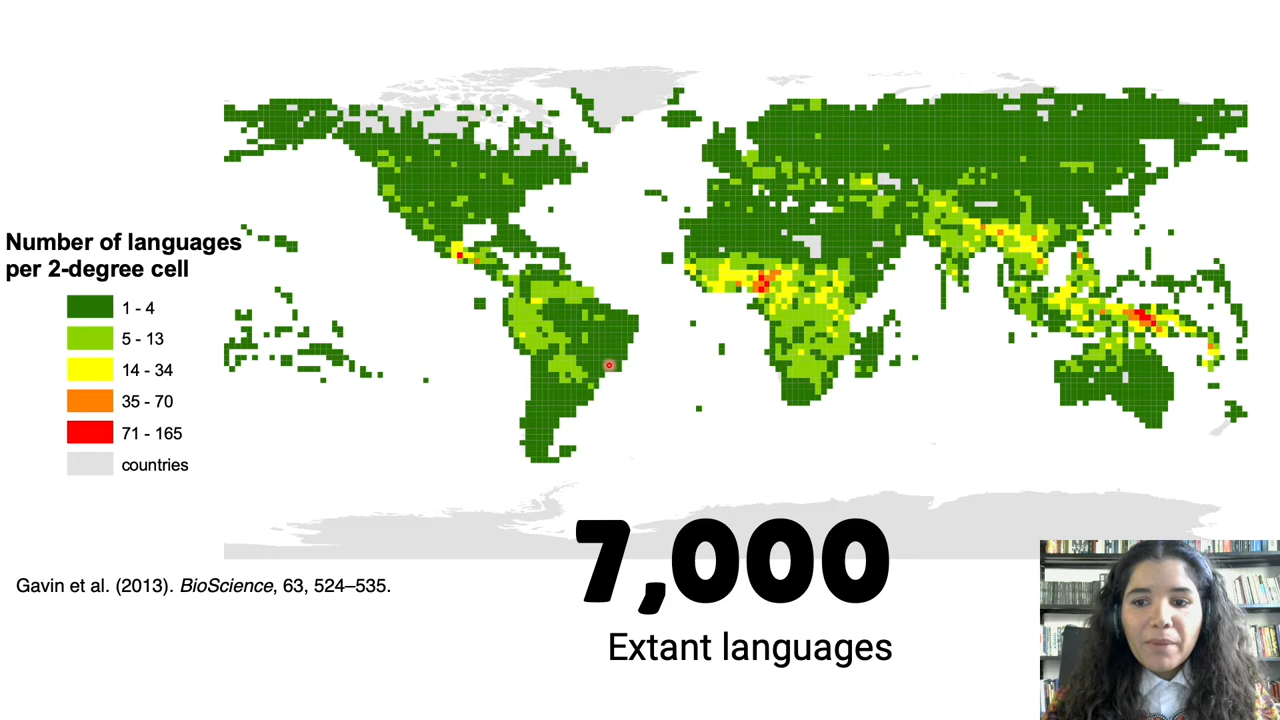 Number of languages
per 2-degree cell
1 - 4
5 - 13
14 - 34
35 - 70
71 - 165
countries
Gavin et al. (2013). BioScience, 63, 524–535.
7,000
Extant languages